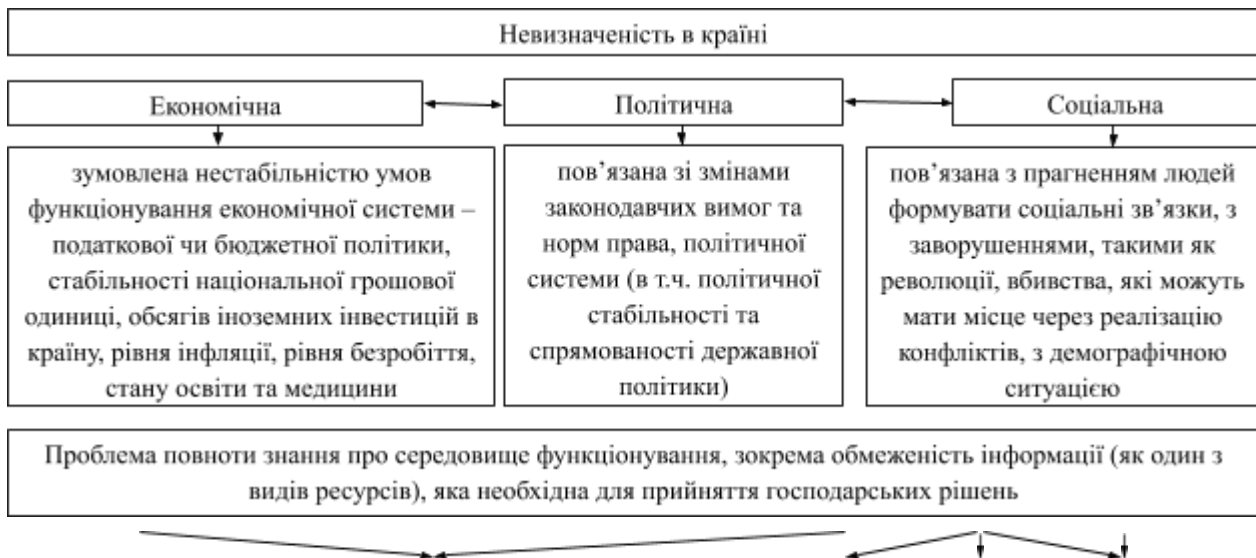 Невизначеність в країні
Економічна
Політична
Соціальна
зумовлена нестабільністю умов
функціонування економічної системи –
податкової чи бюджетної політики,
стабільності національної грошової
одиниці, обсягів іноземних інвестицій в
країну, рівня інфляції, рівня безробіття,
стану освіти та медицини
пов’язана зі змінами
законодавчих вимог та
норм права, політичної
системи (в т.ч. політичної
стабільності та
спрямованості державної
політики)
пов’язана з прагненням людей
формувати соціальні зв’язки, з
заворушеннями, такими як
революції, вбивства, які можуть
мати місце через реалізацію
конфліктів, з демографічною
ситуацією
Проблема повноти знання про середовище функціонування, зокрема обмеженість інформації (як один з
видів ресурсів), яка необхідна для прийняття господарських рішень